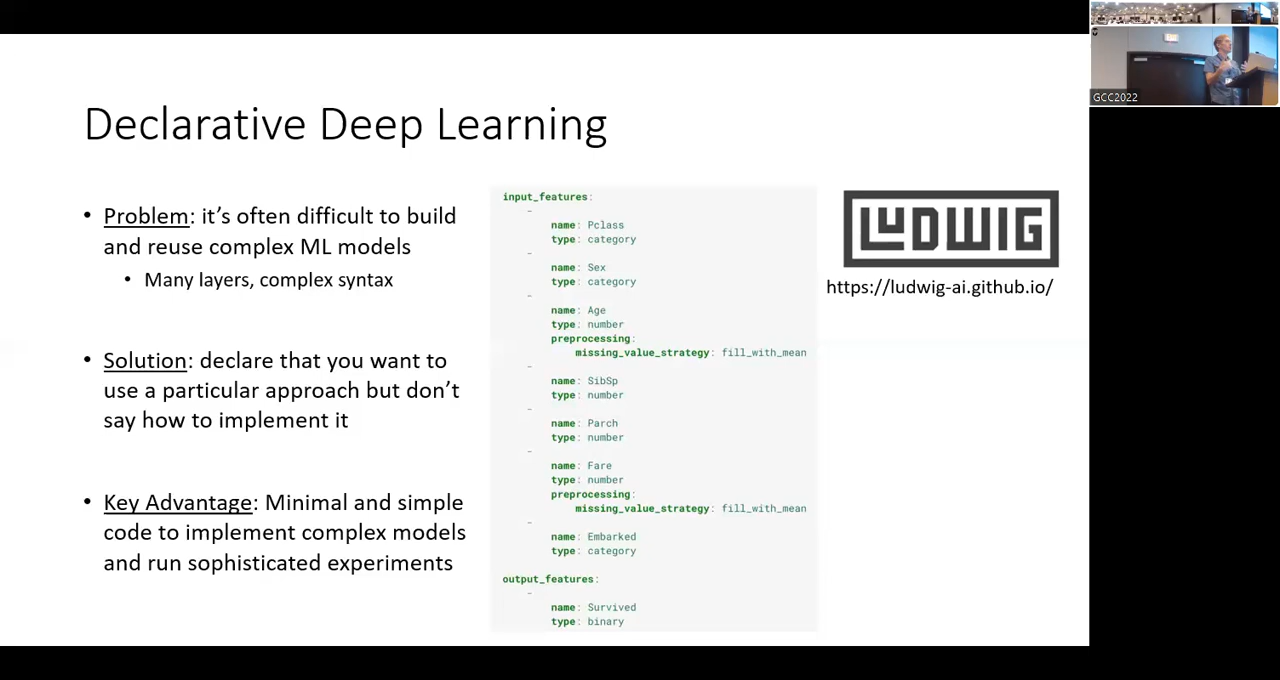 Declarative Deep Learning
• Problem: it’s often difficult to build
and reuse complex ML models
• Many layers, complex syntax
• Solution: declare that you want to
use a particular approach but don’t
say how to implement it
• Key Advantage: Minimal and simple
code to implement complex models
and run sophisticated experiments
input_features:
-
name: Pclass
type: category
-
name: Sex
type: category
-
name: Age
type: number
preprocessing:
missing_value_strategy: fill_with_mean
-
name: SibSp
type: number
-
name: Parch
type: number
-
name: Fare
type: number
preprocessing:
missing_value_strategy: fill_with_mean
-
name: Embarked
type: category
output_features:
-
name: Survived
type: binary
LUDWIG
https://ludwig-ai.github.io/
GCC2022